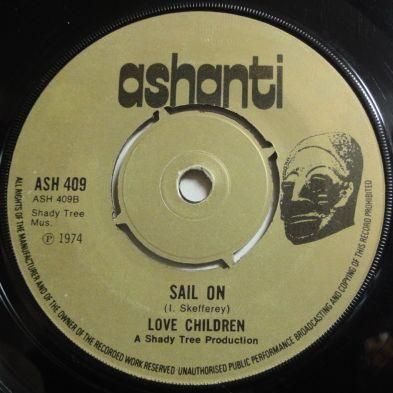 ashanti
ASH 409
ASH 409B
Shady Tree
Mus.
℗ 1974
SAIL ON
(I. Skefferey)
LOVE CHILDREN
A Shady Tree Production
ALL RIGHTS OF THE MANUFACTURER AND OF THE OWNER OF THE RECORDED WORK RESERVED UNAUTHORISED PUBLIC PERFORMANCE BROADCASTING AND COPYING OF THIS RECORD PROHIBITED